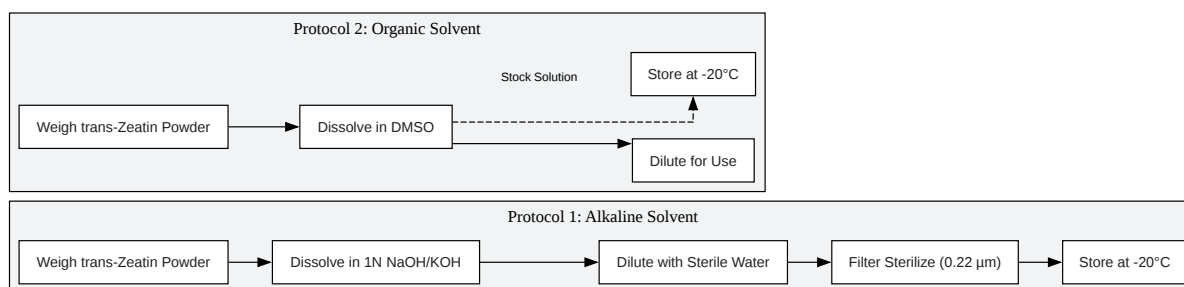 Protocol 2: Organic Solvent
Stock Solution
Store at -20°C
Weigh trans-Zeatin Powder
Dissolve in DMSO
Dilute for Use
Protocol 1: Alkaline Solvent
Weigh trans-Zeatin Powder
Dissolve in 1N NaOH/KOH
Dilute with Sterile Water
Filter Sterilize (0.22 µm)
Store at -20°C